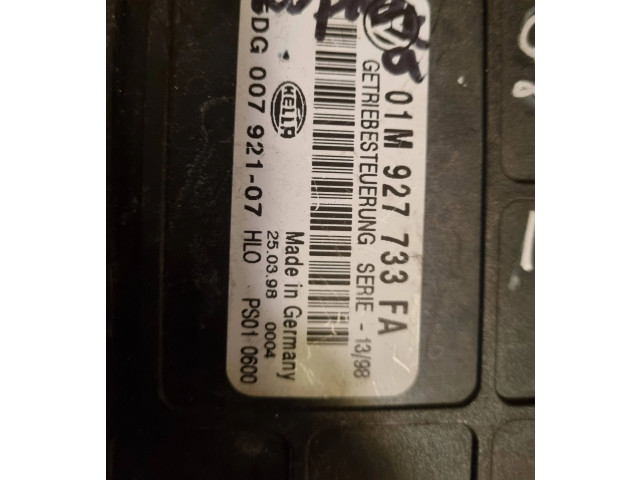 01M 927 733 FA
GETRIEBESTEUERUNG SERIE - 13/98
HELLA
Made in Germany
25.03.98 0004
5DG 007 921-07 HLO PS01 0600